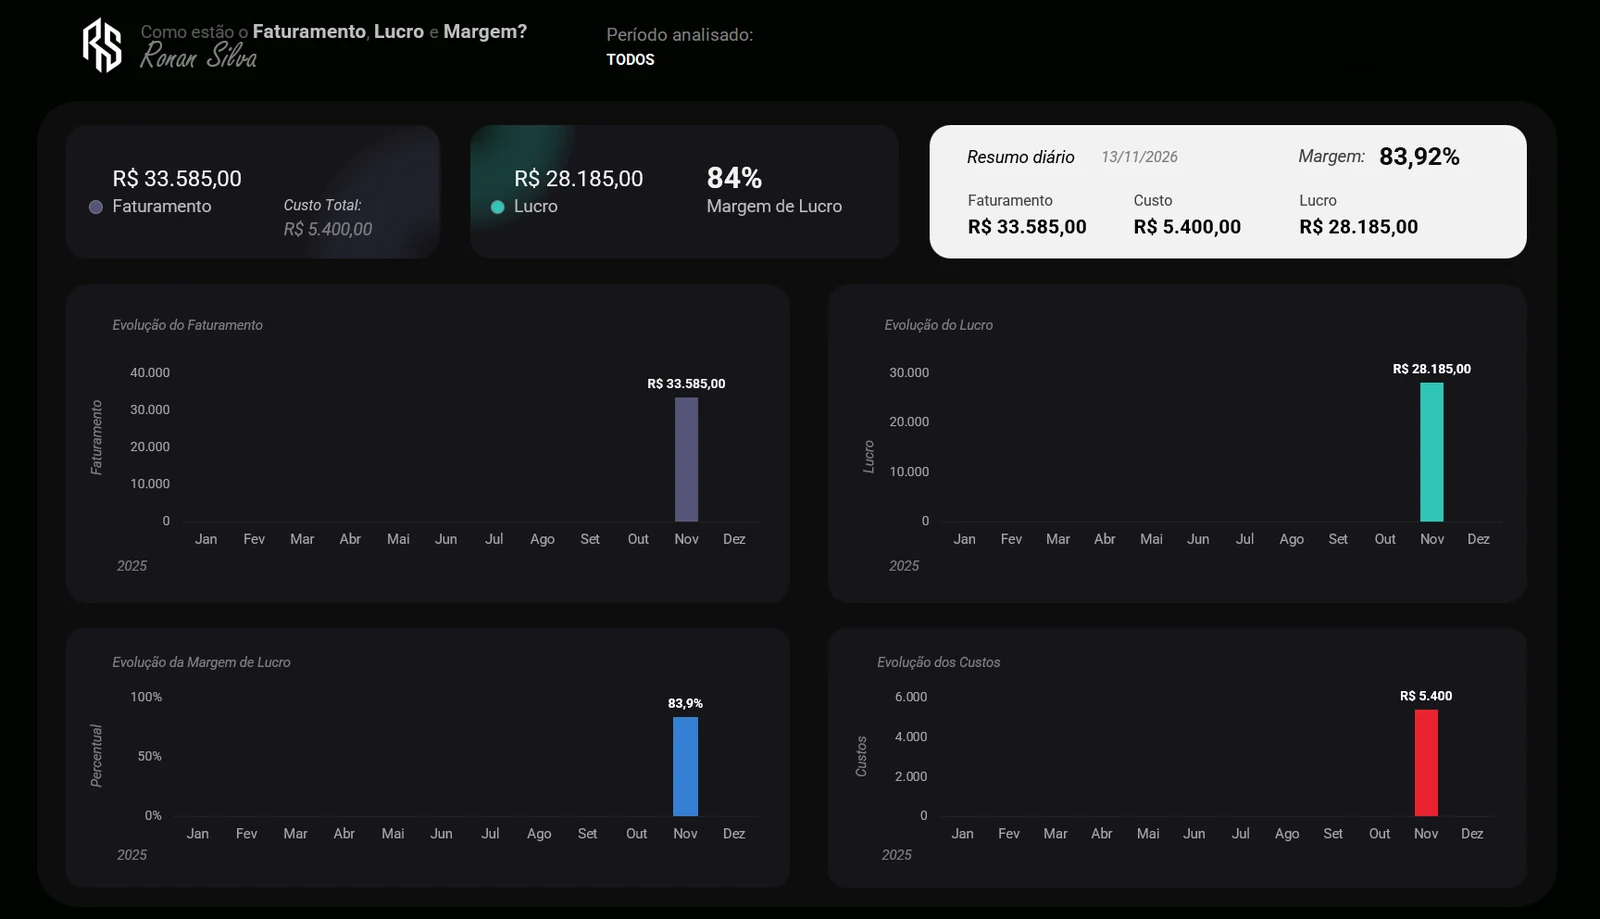 RS
Como estão o Faturamento, Lucro e Margem?
Ronan Silva
Período analisado:
TODOS
R$ 33.585,00
Faturamento
Custo Total:
R$ 5.400,00
R$ 28.185,00
Lucro
84%
Margem de Lucro
Resumo diário 13/11/2026 Margem: 83,92%
Faturamento Custo Lucro
R$ 33.585,00 R$ 5.400,00 R$ 28.185,00
Evolução do Faturamento
Faturamento
40.000
30.000
20.000
10.000
0
R$ 33.585,00
Jan Fev Mar Abr Mai Jun Jul Ago Set Out Nov Dez
2025
Evolução do Lucro
Lucro
30.000
20.000
10.000
0
R$ 28.185,00
Jan Fev Mar Abr Mai Jun Jul Ago Set Out Nov Dez
2025
Evolução da Margem de Lucro
Percentual
100%
50%
0%
83,9%
Jan Fev Mar Abr Mai Jun Jul Ago Set Out Nov Dez
2025
Evolução dos Custos
Custos
6.000
4.000
2.000
0
R$ 5.400
Jan Fev Mar Abr Mai Jun Jul Ago Set Out Nov Dez
2025